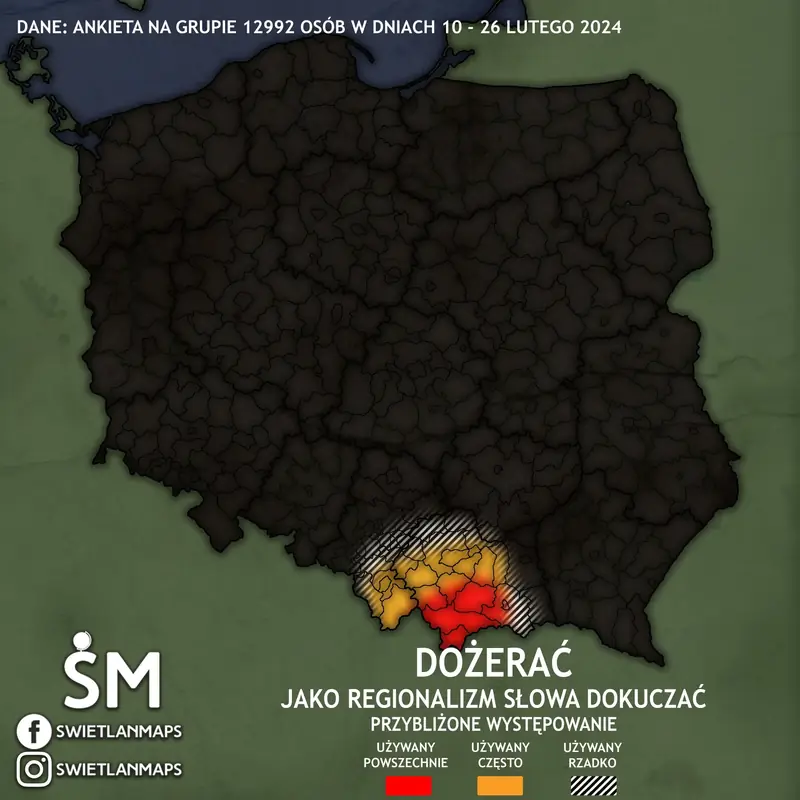 DANE: ANKIETA NA GRUPIE 12992 OSÓB W DNIACH 10 - 26 LUTEGO 2024
ŚM
SWIETLANMAPS
SWIETLANMAPS
DOŻERAĆ
JAKO REGIONALIZM SŁOWA DOKUCZAĆ
PRZYBLIŻONE WYSTĘPOWANIE
UŻYWANY
POWSZECHNIE
UŻYWANY
CZĘSTO
UŻYWANY
RZADKO